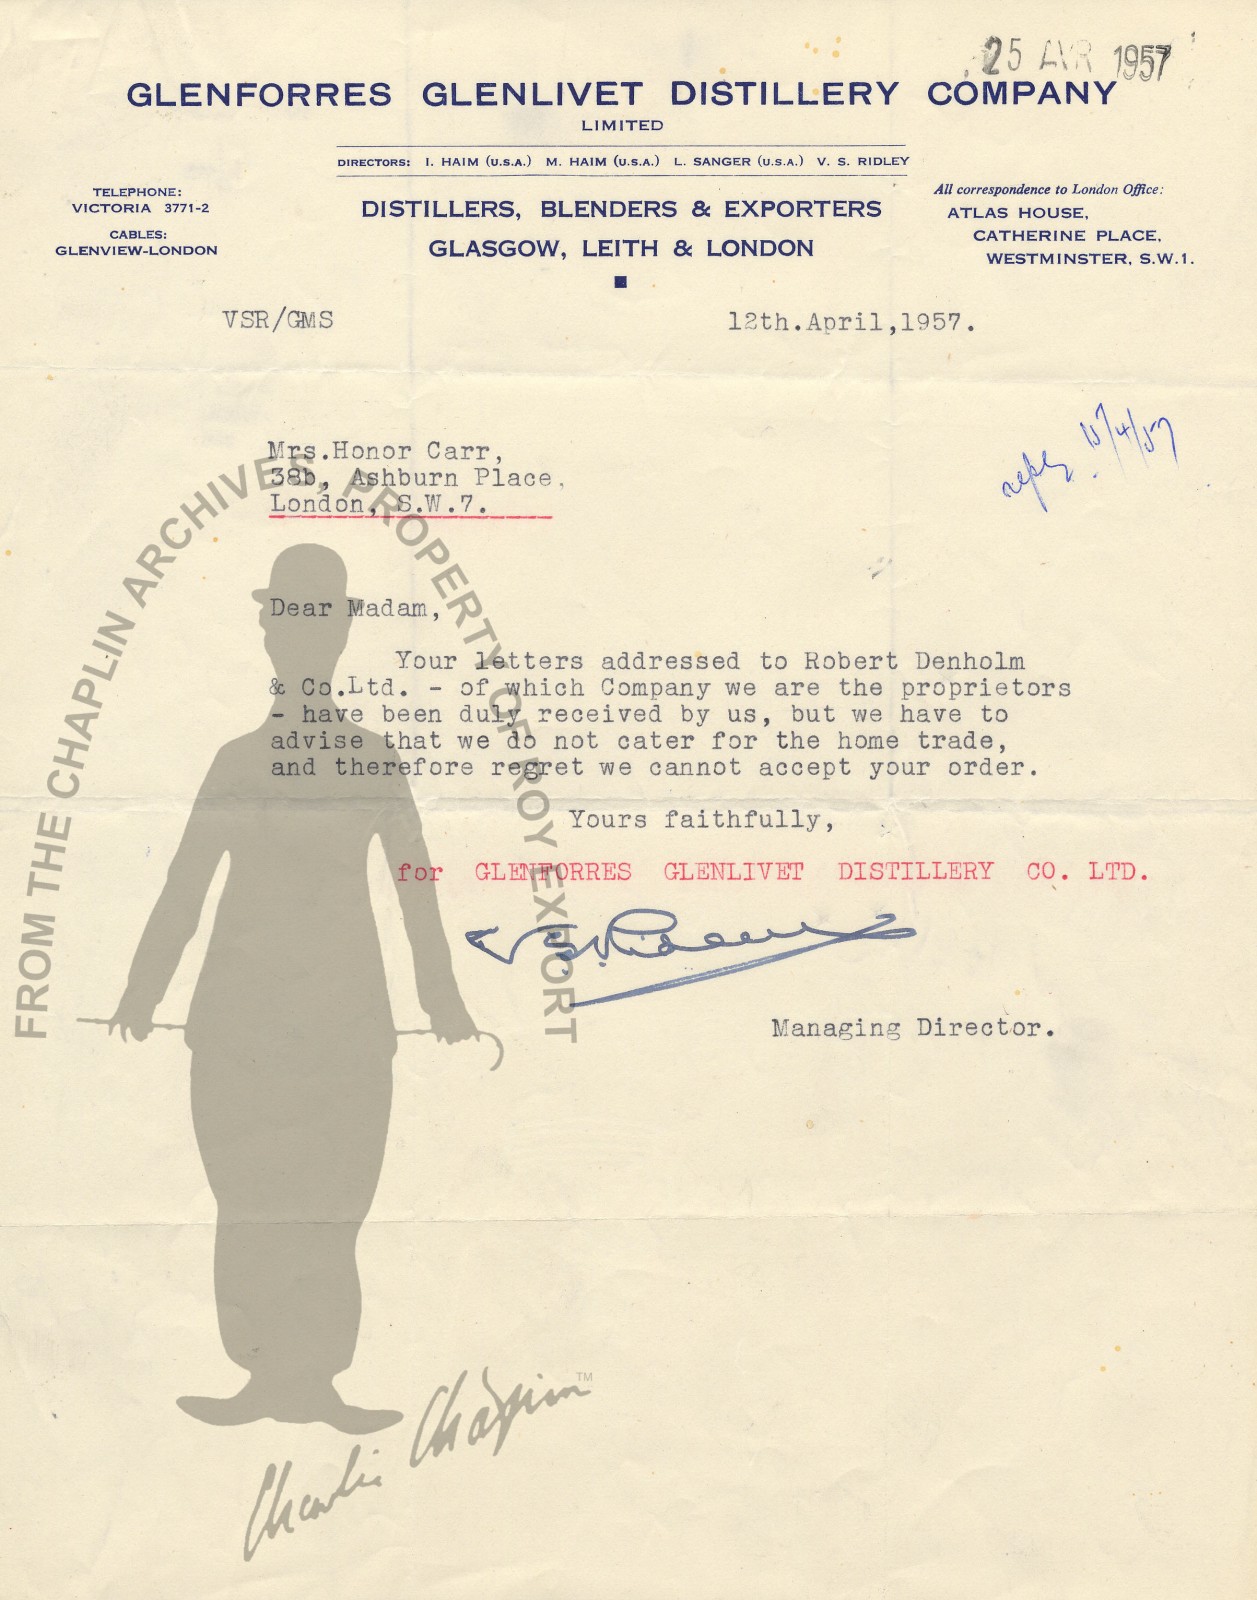 25 AVR 1957
GLENFORRES GLENLIVET DISTILLERY COMPANY
LIMITED
DIRECTORS: I. HAIM (U.S.A.) M. HAIM (U.S.A.) L. SANGER (U.S.A.) V. S. RIDLEY
TELEPHONE:
VICTORIA 3771-2
CABLES:
GLENVIEW-LONDON
DISTILLERS, BLENDERS & EXPORTERS
GLASGOW, LEITH & LONDON
All correspondence to London Office:
ATLAS HOUSE,
CATHERINE PLACE,
WESTMINSTER, S.W.1.
VSR/GMS
12th.April,1957.
Mrs.Honor Carr,
38b, Ashburn Place,
London, S.W.7.
Dear Madam,
Your letters addressed to Robert Denholm
& Co.Ltd. - of which Company we are the proprietors
- have been duly received by us, but we have to
advise that we do not cater for the home trade,
and therefore regret we cannot accept your order.
Yours faithfully,
for GLENFORRES GLENLIVET DISTILLERY CO. LTD.
V. S. Ridley
Managing Director.
FROM THE CHAPLIN ARCHIVES, PROPERTY OF ROY EXPORT
Charlie Chaplin TM